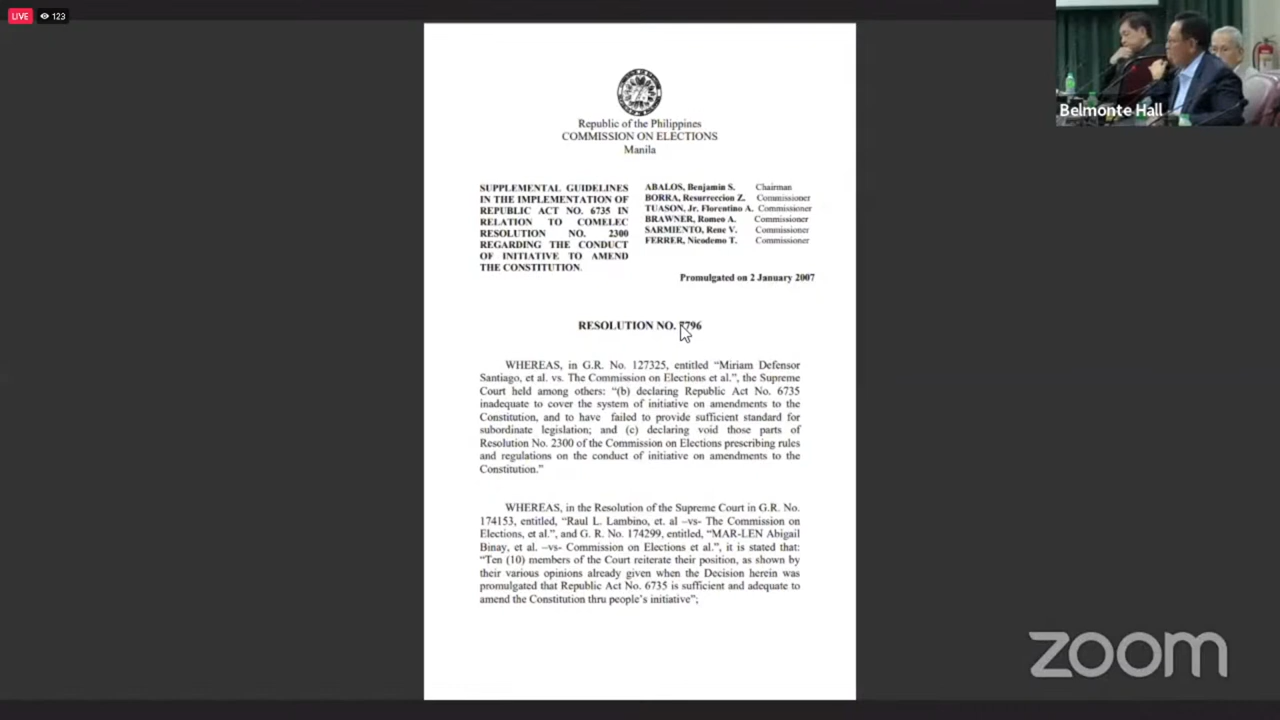 LIVE 123
Belmonte Hall
Republic of the Philippines
COMMISSION ON ELECTIONS
Manila
SUPPLEMENTAL GUIDELINES
IN THE IMPLEMENTATION OF
REPUBLIC ACT NO. 6735 IN
RELATION TO COMELEC
RESOLUTION NO. 2300
REGARDING THE CONDUCT
OF INITIATIVE TO AMEND
THE CONSTITUTION.
ABALOS, Benjamin S. Chairman
BORRA, Resurreccion Z. Commissioner
TUASON, Jr. Florentino A. Commissioner
BRAWNER, Romeo A. Commissioner
SARMIENTO, Rene V. Commissioner
FERRER, Nicodemo T. Commissioner
Promulgated on 2 January 2007
RESOLUTION NO. 7796
WHEREAS, in G.R. No. 127325, entitled “Miriam Defensor
Santiago, et al. vs. The Commission on Elections et al.”, the Supreme
Court held among others: “(b) declaring Republic Act No. 6735
inadequate to cover the system of initiative on amendments to the
Constitution, and to have failed to provide sufficient standard for
subordinate legislation; and (c) declaring void those parts of
Resolution No. 2300 of the Commission on Elections prescribing rules
and regulations on the conduct of initiative on amendments to the
Constitution.”
WHEREAS, in the Resolution of the Supreme Court in G.R. No.
174153, entitled, “Raul L. Lambino, et. al –vs- The Commission on
Elections, et al.”, and G. R. No. 174299, entitled, “MAR-LEN Abigail
Binay, et al. –vs- Commission on Elections et al.”, it is stated that:
“Ten (10) members of the Court reiterate their position, as shown by
their various opinions already given when the Decision herein was
promulgated that Republic Act No. 6735 is sufficient and adequate to
amend the Constitution thru people’s initiative”;
zoom